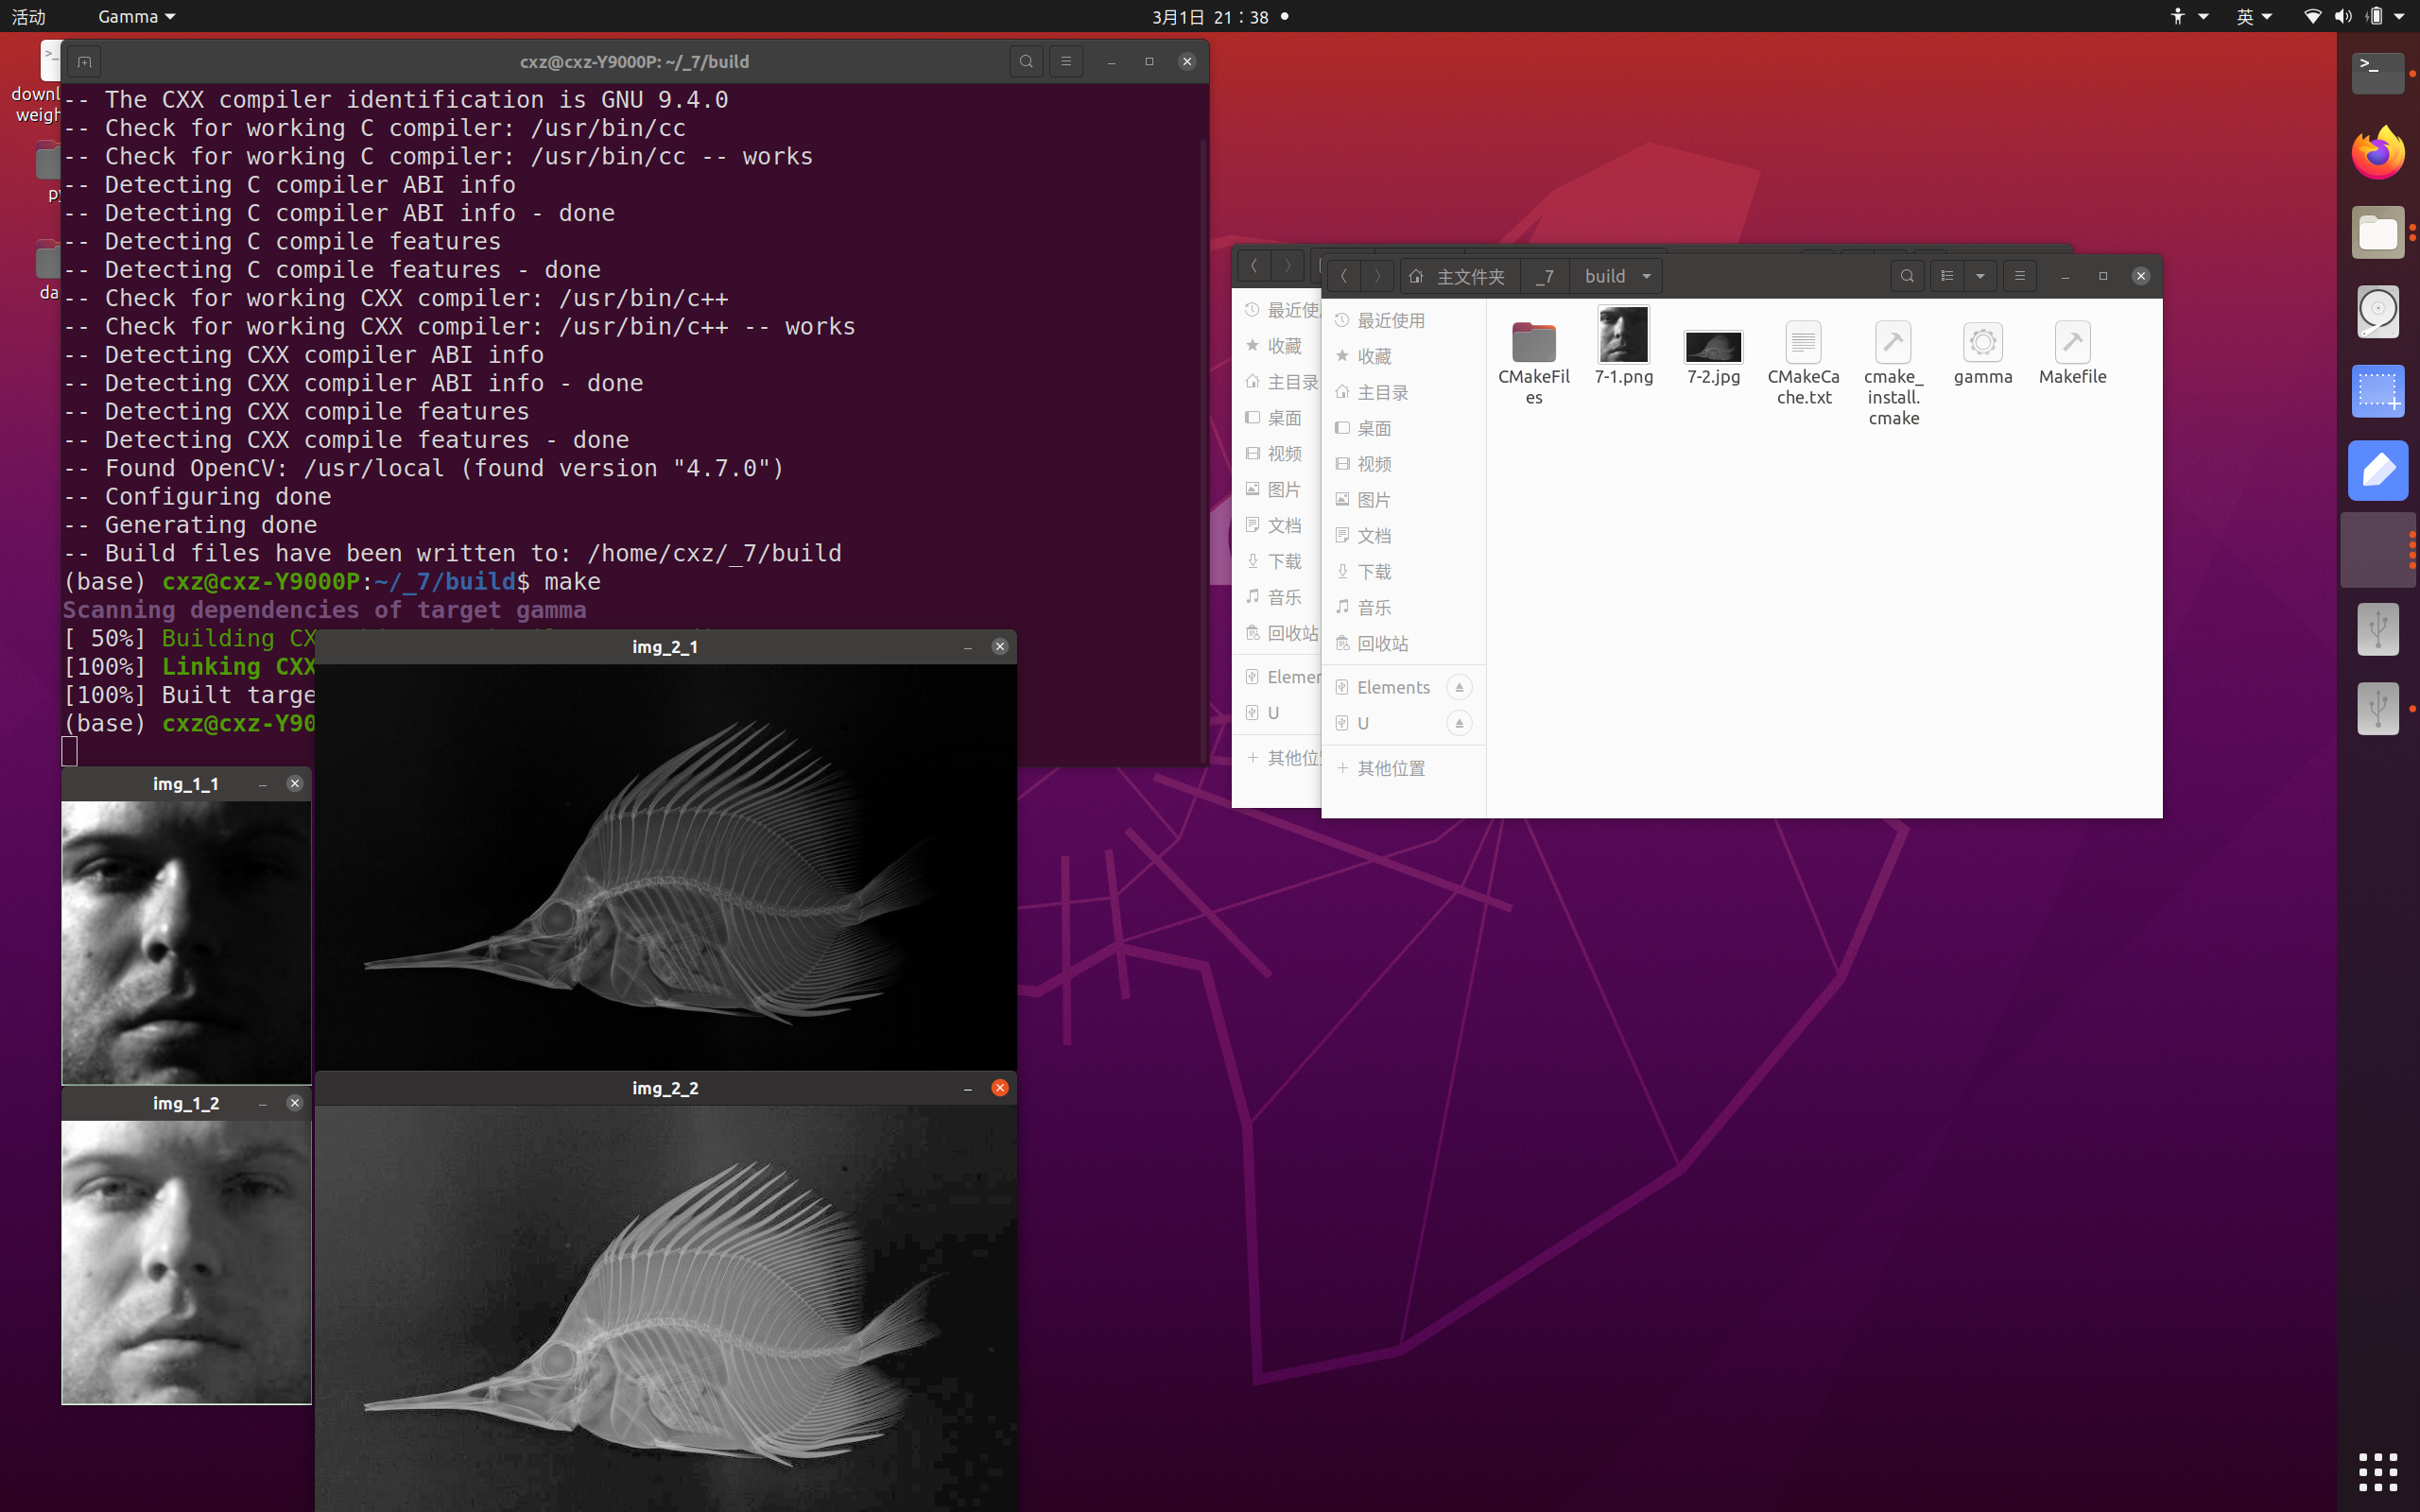 活动
Gamma
3月1日 21：38
英
cxz@cxz-Y9000P: ~/_7/build
-- The CXX compiler identification is GNU 9.4.0
-- Check for working C compiler: /usr/bin/cc
-- Check for working C compiler: /usr/bin/cc -- works
-- Detecting C compiler ABI info
-- Detecting C compiler ABI info - done
-- Detecting C compile features
-- Detecting C compile features - done
-- Check for working CXX compiler: /usr/bin/c++
-- Check for working CXX compiler: /usr/bin/c++ -- works
-- Detecting CXX compiler ABI info
-- Detecting CXX compiler ABI info - done
-- Detecting CXX compile features
-- Detecting CXX compile features - done
-- Found OpenCV: /usr/local (found version "4.7.0")
-- Configuring done
-- Generating done
-- Build files have been written to: /home/cxz/_7/build
(base) cxz@cxz-Y9000P:~/_7/build$ make
Scanning dependencies of target gamma
[ 50%] Building CX
[100%] Linking CXX
[100%] Built targe
(base) cxz@cxz-Y90
downl
weigh
py
da
img_2_1
img_1_1
img_1_2
img_2_2
最近使
收藏
主目录
桌面
视频
图片
文档
下载
音乐
回收站
Elemen
U
其他位
主文件夹
_7
build
最近使用
收藏
主目录
桌面
视频
图片
文档
下载
音乐
回收站
Elements
U
其他位置
CMakeFil
es
7-1.png
7-2.jpg
CMakeCa
che.txt
cmake_
install.
cmake
gamma
Makefile